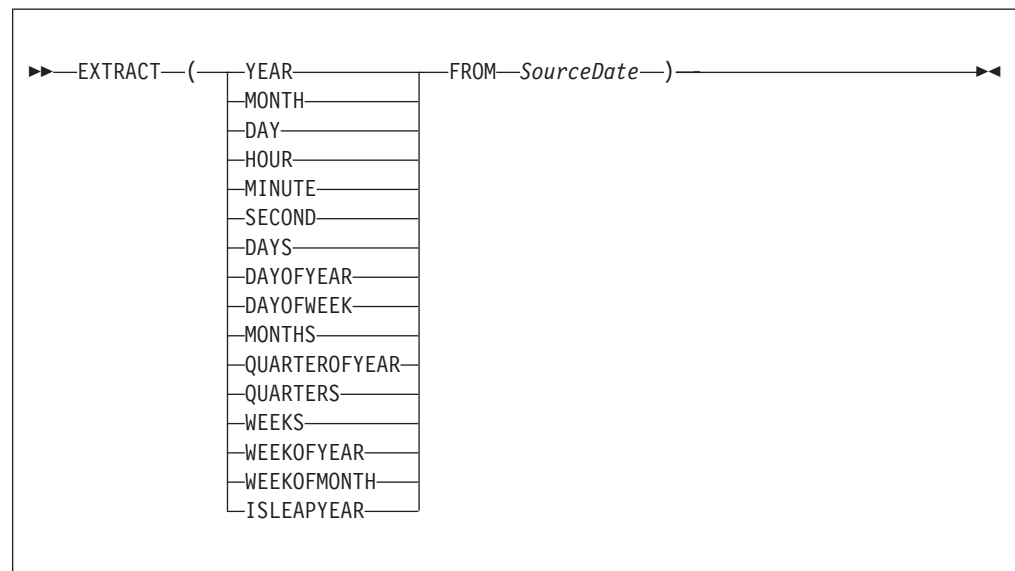 EXTRACT ( YEAR FROM SourceDate )
MONTH
DAY
HOUR
MINUTE
SECOND
DAYS
DAYOFYEAR
DAYOFWEEK
MONTHS
QUARTEROFYEAR
QUARTERS
WEEKS
WEEKOFYEAR
WEEKOFMONTH
ISLEAPYEAR